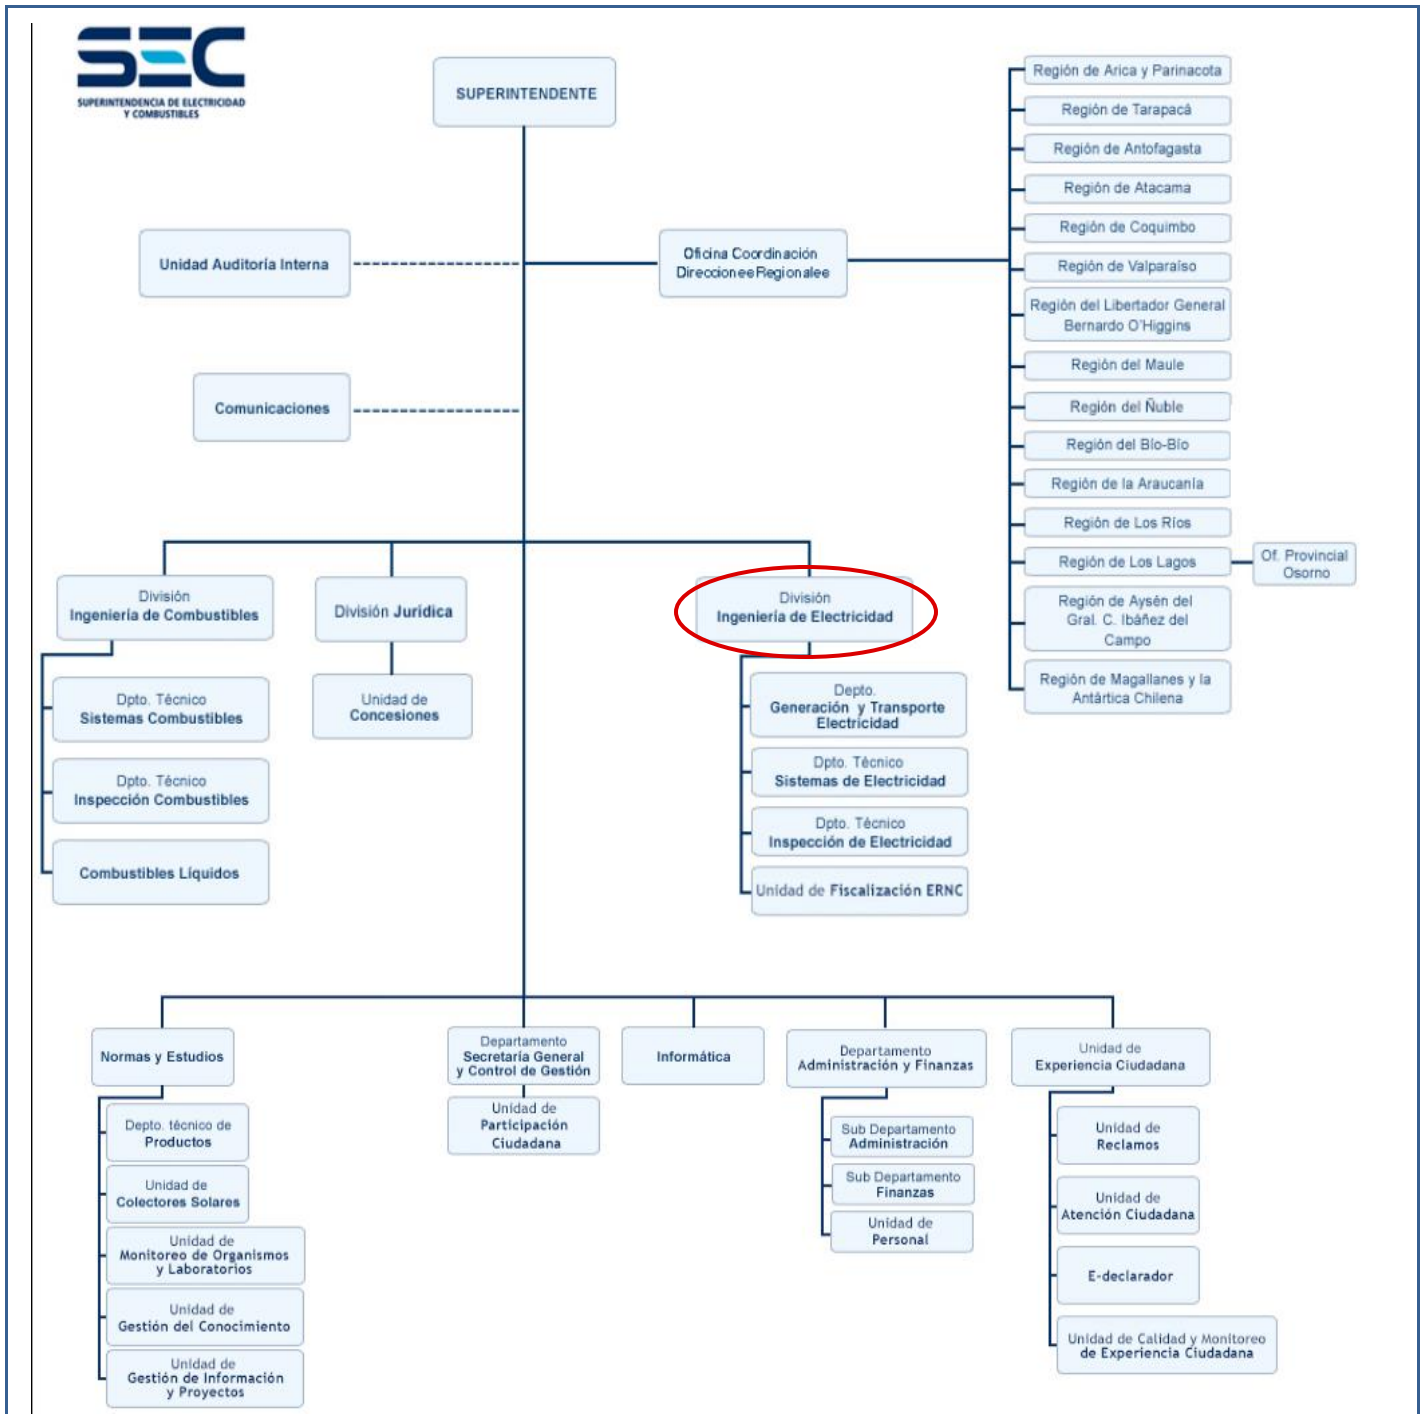 SEC
SUPERINTENDENCIA DE ELECTRICIDAD
Y COMBUSTIBLES
SUPERINTENDENTE
Unidad Auditoría Interna
Oficina Coordinación
DireccioneeRegionalee
Comunicaciones
Región de Arica y Parinacota
Región de Tarapacá
Región de Antofagasta
Región de Atacama
Región de Coquimbo
Región de Valparaíso
Región del Libertador General
Bernardo O'Higgins
Región del Maule
Región del Ñuble
Región del Bío-Bío
Región de la Araucanía
Región de Los Ríos
Región de Los Lagos
Of. Provincial
Osorno
Región de Aysén del
Gral. C. Ibáñez del
Campo
Región de Magallanes y la
Antártica Chilena
División
Ingeniería de Combustibles
Dpto. Técnico
Sistemas Combustibles
Dpto. Técnico
Inspección Combustibles
Combustibles Líquidos
División Jurídica
Unidad de
Concesiones
División
Ingeniería de Electricidad
Depto.
Generación y Transporte
Electricidad
Dpto. Técnico
Sistemas de Electricidad
Dpto. Técnico
Inspección de Electricidad
Unidad de Fiscalización ERNC
Normas y Estudios
Depto. técnico de
Productos
Unidad de
Colectores Solares
Unidad de
Monitoreo de Organismos
y Laboratorios
Unidad de
Gestión del Conocimiento
Unidad de
Gestión de Información
y Proyectos
Departamento
Secretaría General
y Control de Gestión
Unidad de
Participación
Ciudadana
Informática
Departamento
Administración y Finanzas
Sub Departamento
Administración
Sub Departamento
Finanzas
Unidad de
Personal
Unidad de
Experiencia Ciudadana
Unidad de
Reclamos
Unidad de
Atención Ciudadana
E-declarador
Unidad de Calidad y Monitoreo
de Experiencia Ciudadana